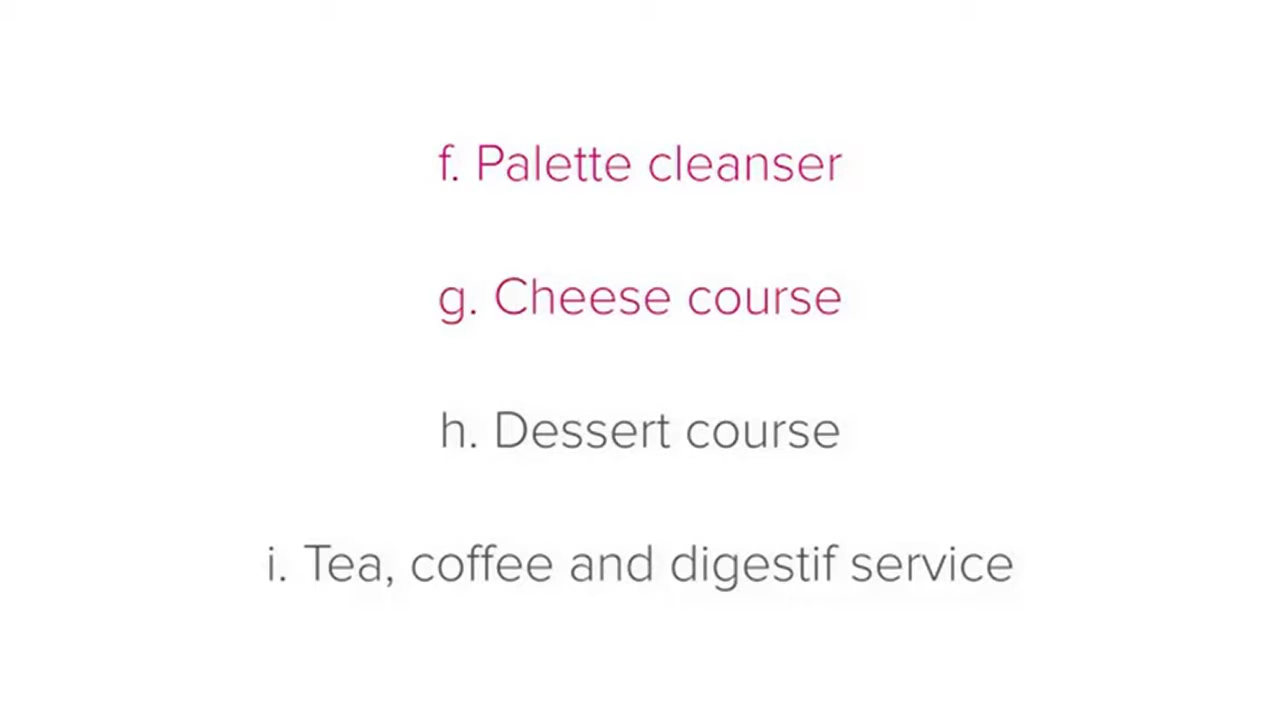 f. Palette cleanser
g. Cheese course
h. Dessert course
i. Tea, coffee and digestif service